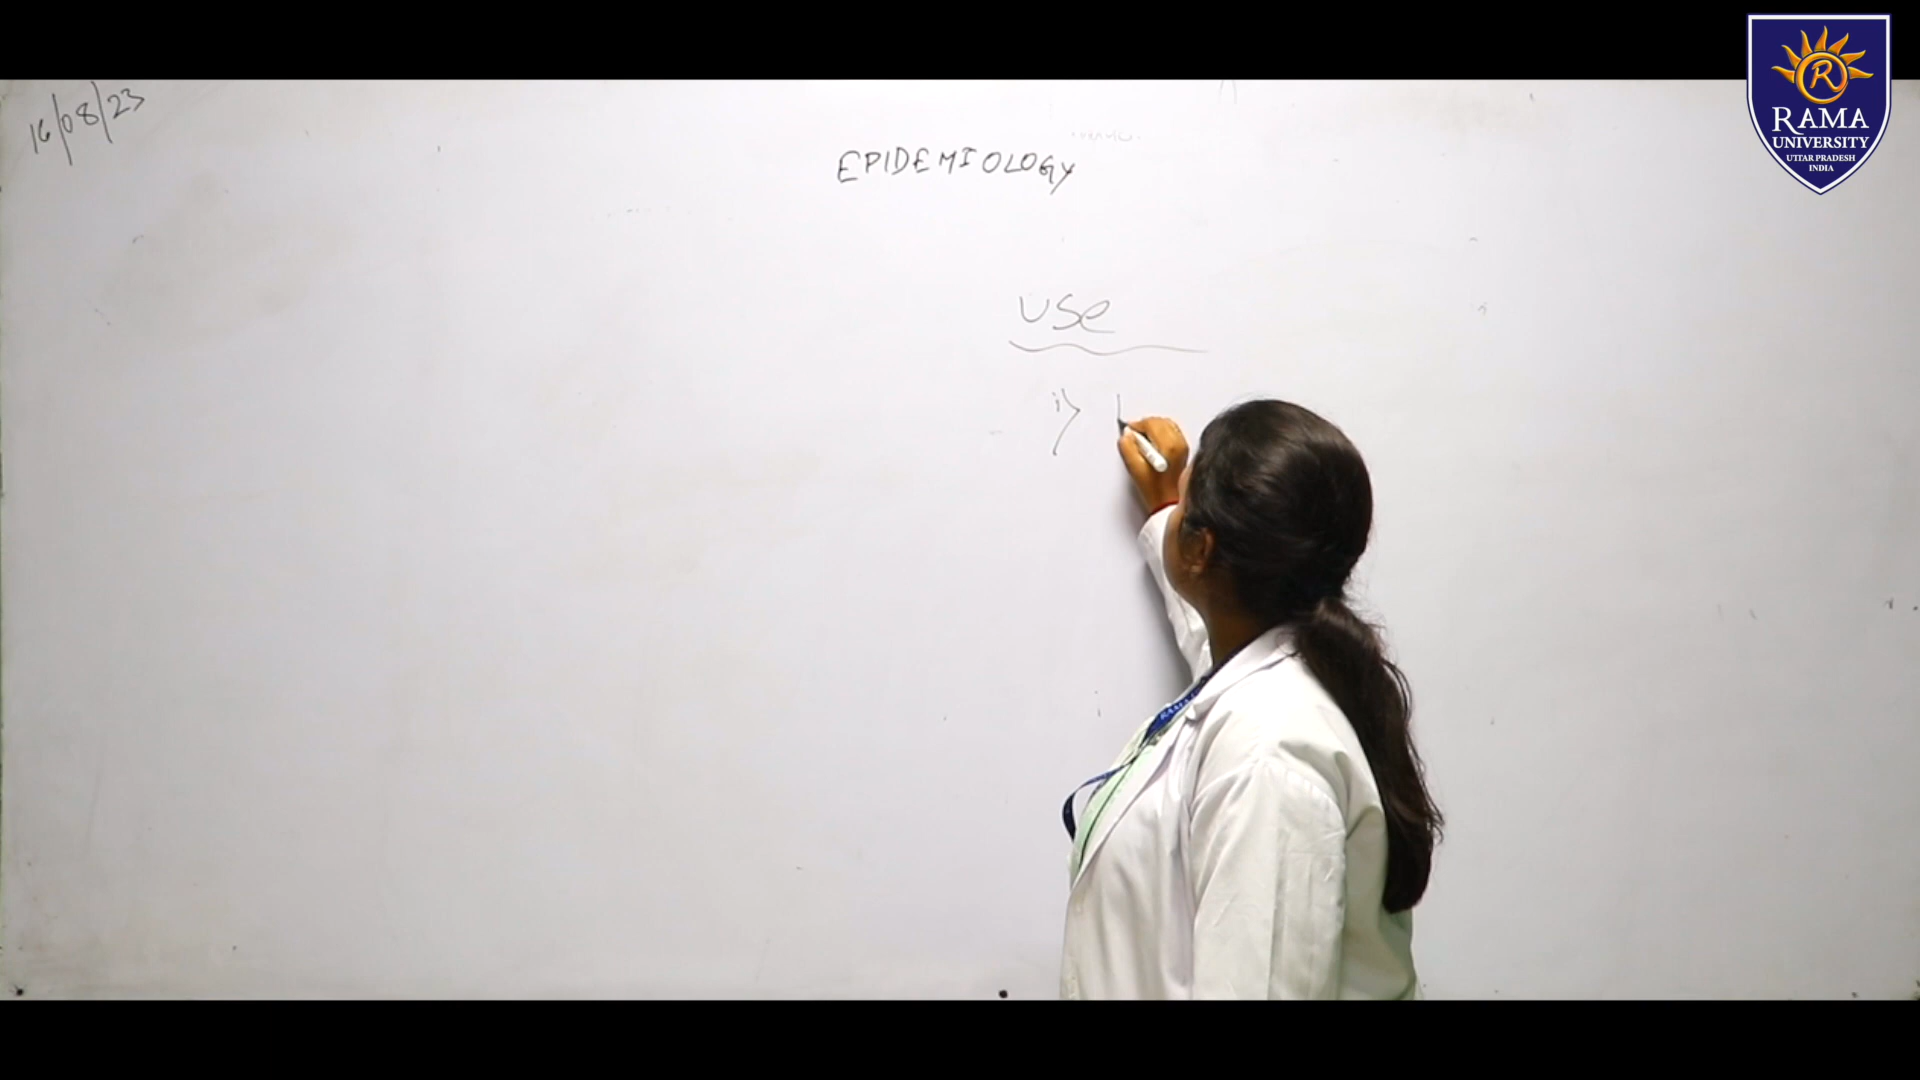 16/08/23
EPIDEMIOLOGY
use
i)
RAMA
UNIVERSITY
UTTAR PRADESH
INDIA